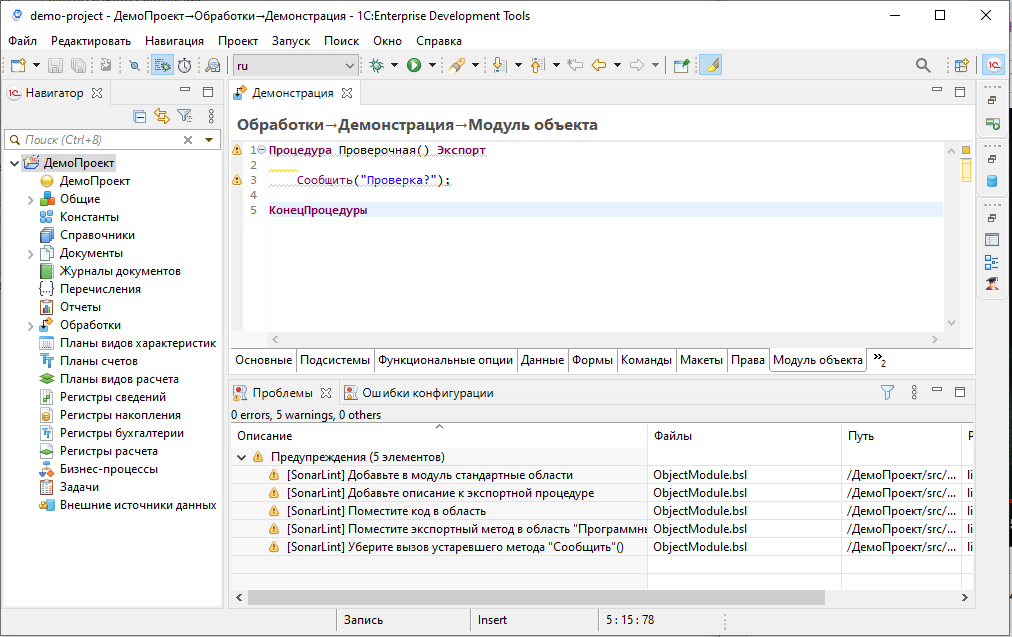 demo-project - ДемоПроект→Обработки→Демонстрация - 1C:Enterprise Development Tools
Файл Редактировать Навигация Проект Запуск Поиск Окно Справка
ru
Навигатор
Поиск (Ctrl+8)
ДемоПроект
ДемоПроект
Общие
Константы
Справочники
Документы
Журналы документов
Перечисления
Отчеты
Обработки
Планы видов характеристик
Планы счетов
Планы видов расчета
Регистры сведений
Регистры накопления
Регистры бухгалтерии
Регистры расчета
Бизнес-процессы
Задачи
Внешние источники данных
Демонстрация
Обработки→Демонстрация→Модуль объекта
1 Процедура Проверочная() Экспорт
2
3 Сообщить("Проверка?");
4
5 КонецПроцедуры
Основные Подсистемы Функциональные опции Данные Формы Команды Макеты Права Модуль объекта »2
Проблемы Ошибки конфигурации
0 errors, 5 warnings, 0 others
Описание Файлы Путь Р
Предупреждения (5 элементов)
[SonarLint] Добавьте в модуль стандартные области ObjectModule.bsl /ДемоПроект/src/... li
[SonarLint] Добавьте описание к экспортной процедуре ObjectModule.bsl /ДемоПроект/src/... li
[SonarLint] Поместите код в область ObjectModule.bsl /ДемоПроект/src/... li
[SonarLint] Поместите экспортный метод в область "Программны ObjectModule.bsl /ДемоПроект/src/... li
[SonarLint] Уберите вызов устаревшего метода "Сообщить"() ObjectModule.bsl /ДемоПроект/src/... li
Запись Insert 5 : 15 : 78